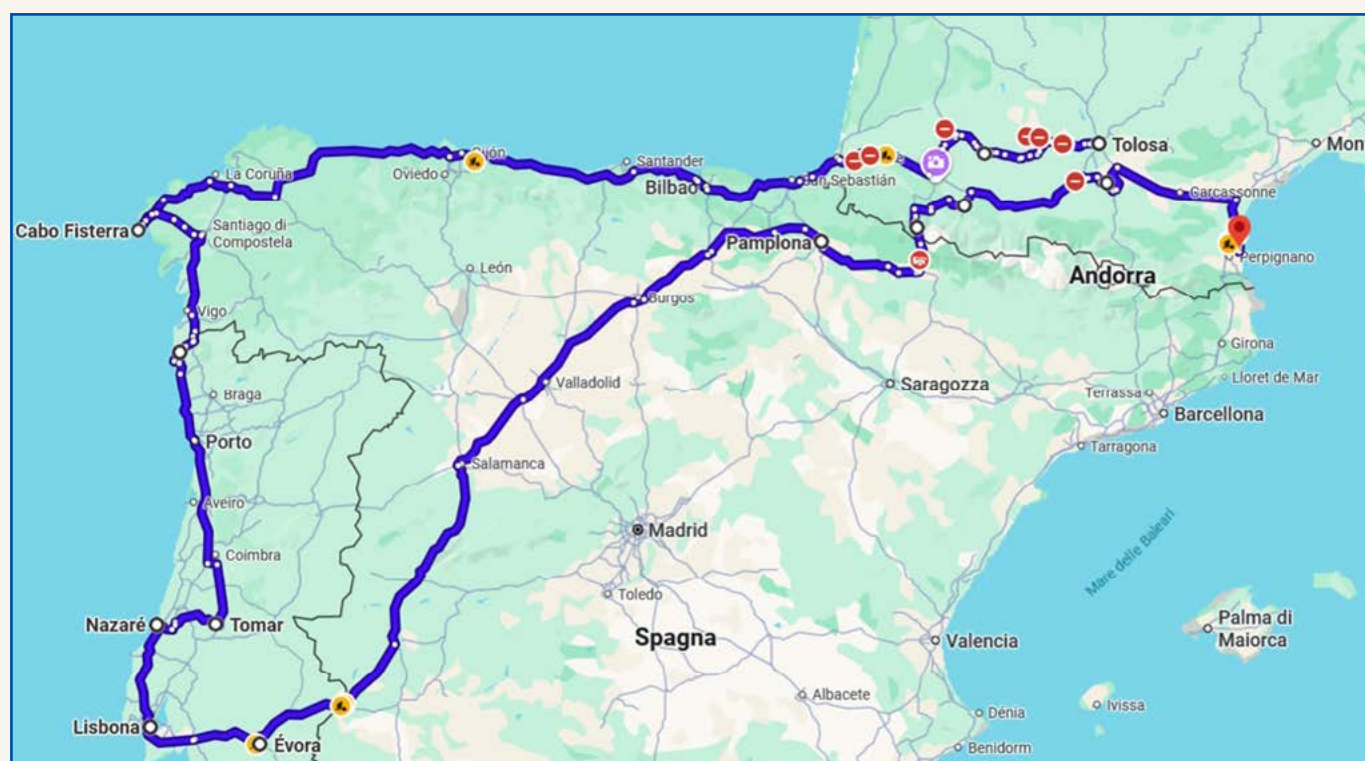 Tolosa
Mon
La Coruña
Oviedo
Santander
Bilbao
San Sebastián
Carcassonne
Cabo Fisterra
Santiago di
Compostela
Pamplona
Perpignano
León
Andorra
Burgos
Vigo
Girona
Valladolid
Saragozza
Lloret de Mar
Braga
Terrassa
Barcellona
Porto
Tarragona
Salamanca
Aveiro
Madrid
Coimbra
Mare delle Baleari
Toledo
Nazaré
Tomar
Spagna
Valencia
Palma di
Maiorca
Albacete
Ivissa
Lisbona
Dénia
Évora
Benidorm